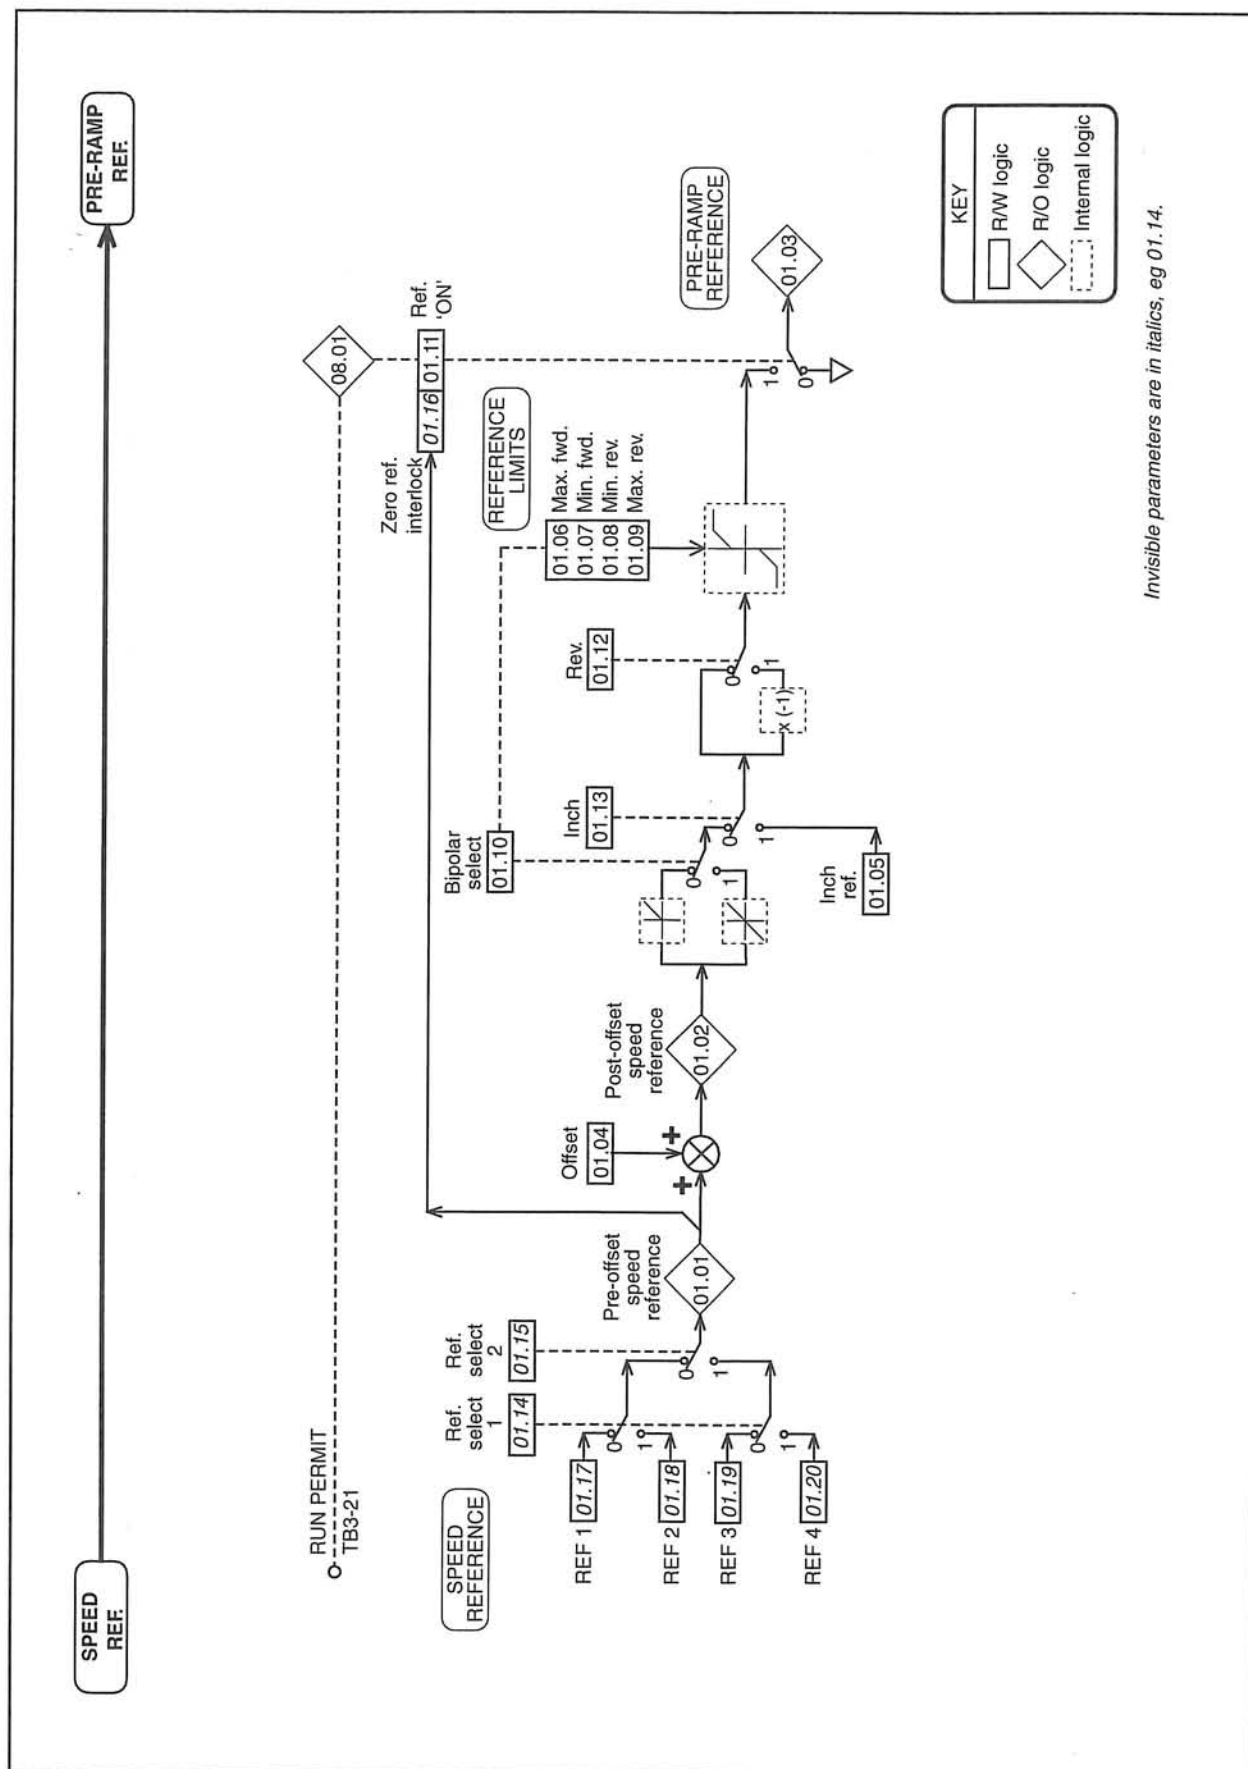 SPEED
REF.
PRE-RAMP
REF.
RUN PERMIT
TB3-21
08.01
Zero ref.
interlock
01.16
01.11
Ref.
'ON'
SPEED
REFERENCE
Ref.
select
1
01.14
Ref.
select
2
01.15
REF 1
01.17
0
1
REF 2
01.18
REF 3
01.19
0
1
REF 4
01.20
0
1
Pre-offset
speed
reference
01.01
Offset
01.04
+
+
Post-offset
speed
reference
01.02
Bipolar
select
01.10
0
1
Inch
01.13
0
1
Inch
ref.
01.05
Rev.
01.12
0
1
x (-1)
REFERENCE
LIMITS
01.06 Max. fwd.
01.07 Min. fwd.
01.08 Min. rev.
01.09 Max. rev.
1
0
PRE-RAMP
REFERENCE
01.03
KEY
R/W logic
R/O logic
Internal logic
Invisible parameters are in italics, eg 01.14.